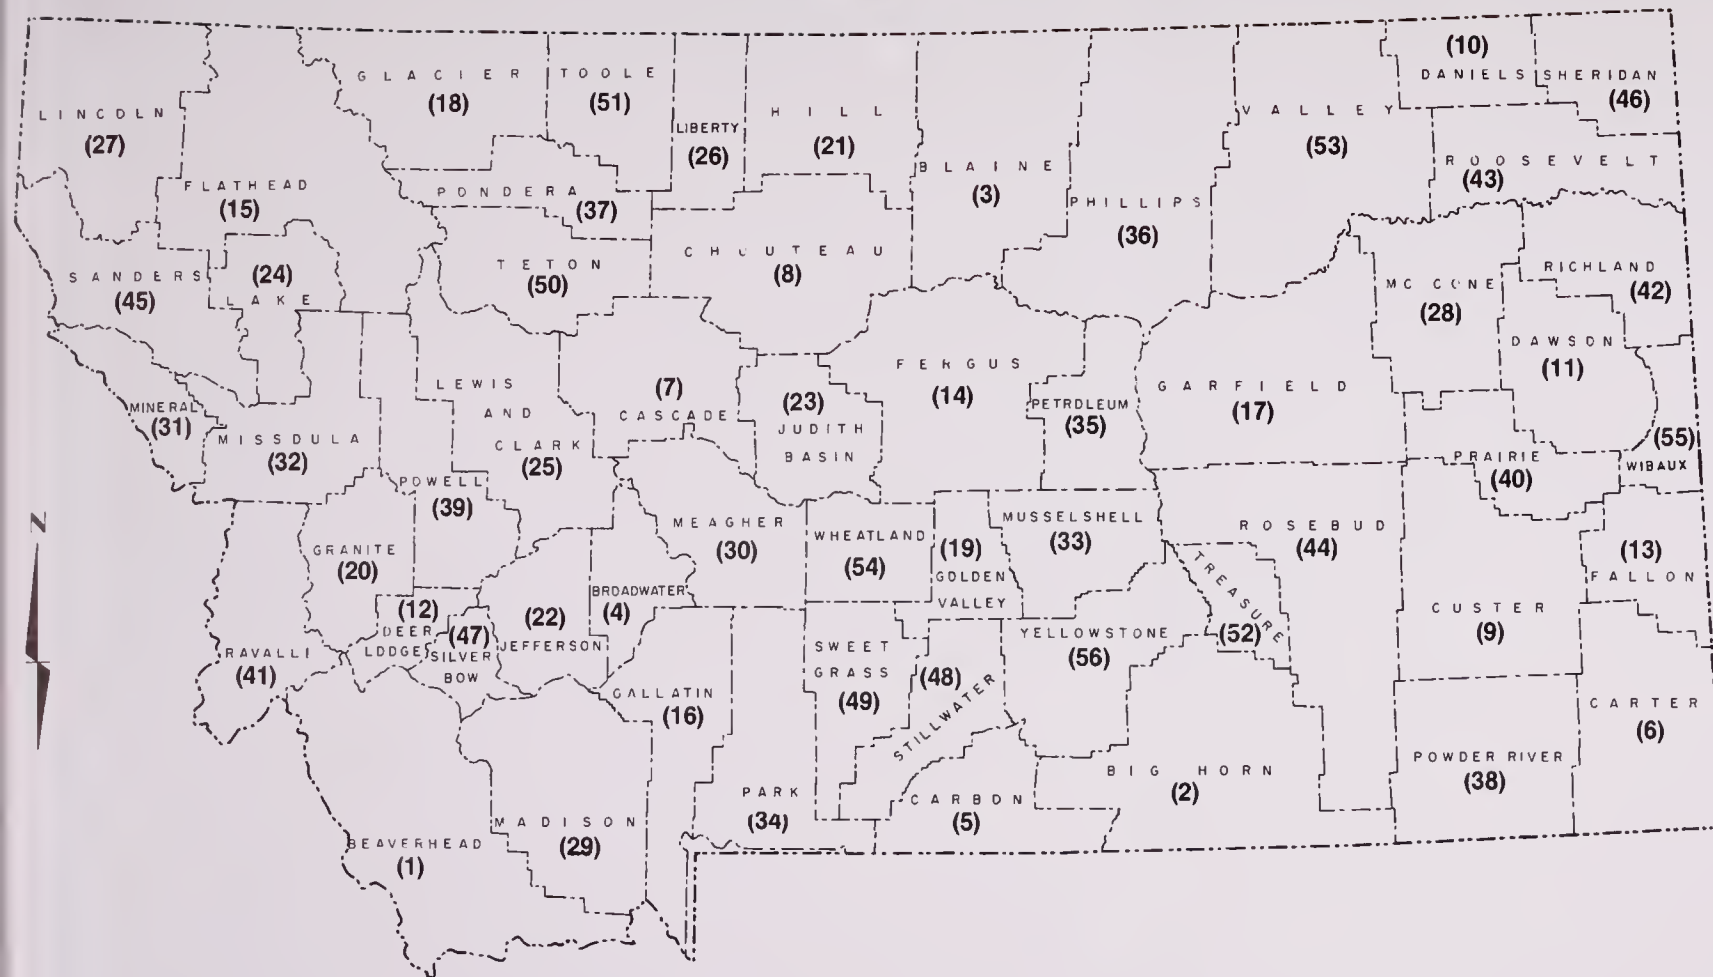 LINCOLN
(27)
FLATHEAD
(15)
GLACIER
(18)
TOOLE
(51)
LIBERTY
(26)
HILL
(21)
BLAINE
(3)
PHILLIPS
(36)
VALLEY
(53)
(10)
DANIELS
SHERIDAN
(46)
ROOSEVELT
(43)
PONDERA
(37)
SANDERS
(45)
(24)
LAKE
TETON
(50)
CHOUTEAU
(8)
MC CONE
(28)
RICHLAND
(42)
DAWSON
(11)
MINERAL
(31)
MISSOULA
(32)
LEWIS
AND
CLARK
(25)
(7)
CASCADE
(23)
JUDITH
BASIN
FERGUS
(14)
PETROLEUM
(35)
GARFIELD
(17)
PRAIRIE
(40)
(55)
WIBAUX
POWELL
(39)
N
GRANITE
(20)
MEAGHER
(30)
WHEATLAND
(54)
(19)
GOLDEN
VALLEY
MUSSELSHELL
(33)
ROSEBUD
(44)
TREASURE
(52)
(13)
FALLON
CUSTER
(9)
RAVALLI
(41)
(12)
DEER
LODGE
(47)
SILVER
BOW
(22)
JEFFERSON
BROADWATER
(4)
GALLATIN
(16)
SWEET
GRASS
(49)
(48)
STILLWATER
YELLOWSTONE
(56)
CARTER
(6)
POWDER RIVER
(38)
BIG HORN
(2)
CARBON
(5)
PARK
(34)
MADISON
(29)
BEAVERHEAD
(1)